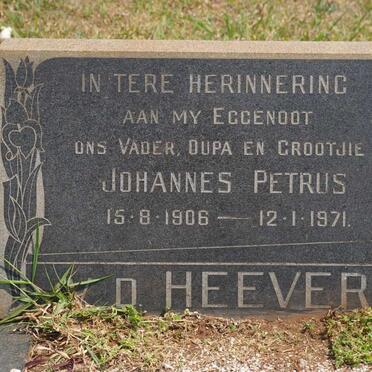 IN TERE HERINNERING
AAN MY EGGENOOT
ONS VADER, OUPA EN GROOTJIE
JOHANNES PETRUS
15·8·1906 — 12·1·1971.
D. HEEVER